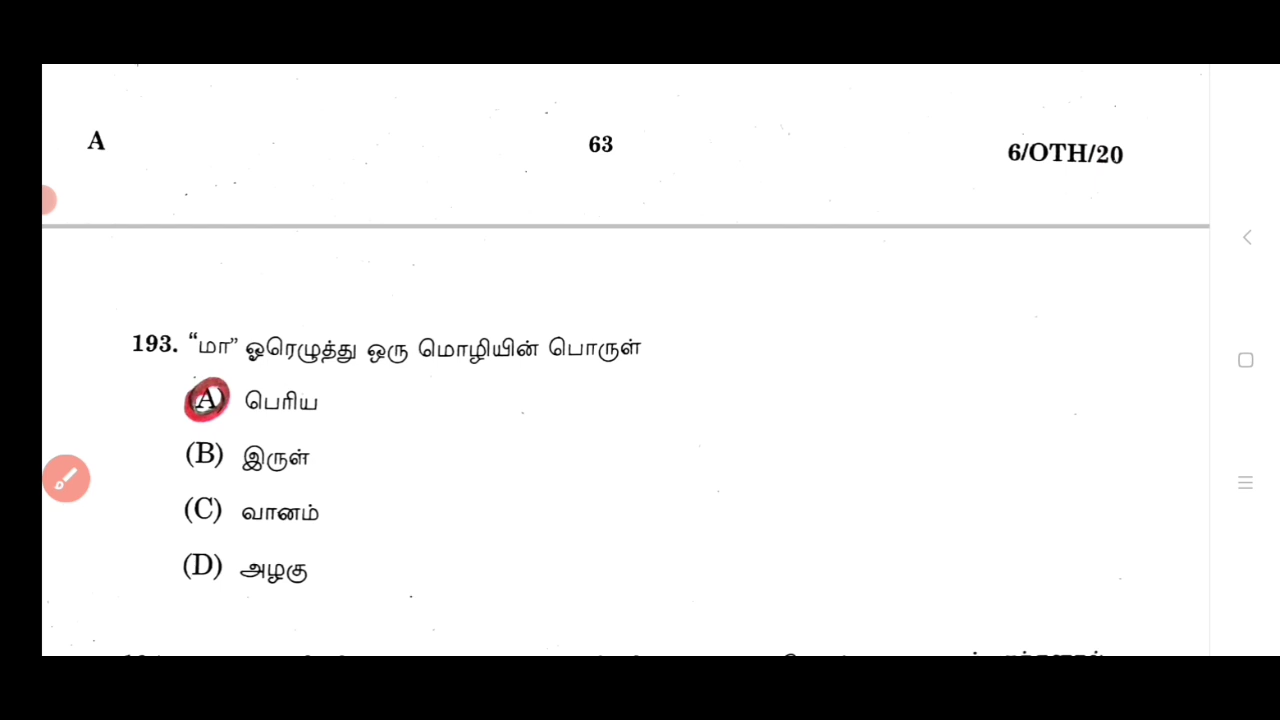 A 63 6/OTH/20
193. “மா” ஓரெழுத்து ஒரு மொழியின் பொருள்
(A) பெரிய
(B) இருள்
(C) வானம்
(D) அழகு